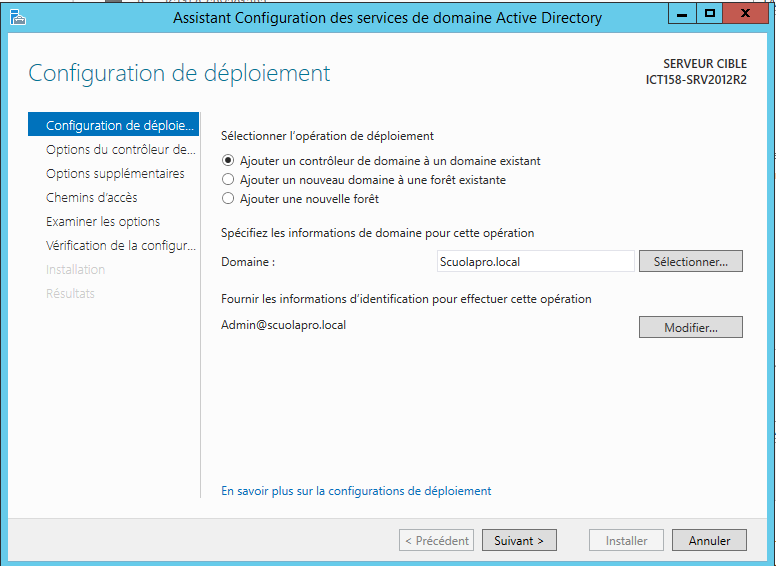 Assistant Configuration des services de domaine Active Directory
Configuration de déploiement
SERVEUR CIBLE
ICT158-SRV2012R2
Configuration de déploie...
Options du contrôleur de...
Options supplémentaires
Chemins d'accès
Examiner les options
Vérification de la configur...
Installation
Résultats
Sélectionner l'opération de déploiement
Ajouter un contrôleur de domaine à un domaine existant
Ajouter un nouveau domaine à une forêt existante
Ajouter une nouvelle forêt
Spécifiez les informations de domaine pour cette opération
Domaine : Scuolapro.local Sélectionner...
Fournir les informations d'identification pour effectuer cette opération
Admin@scuolapro.local Modifier...
En savoir plus sur la configurations de déploiement
< Précédent Suivant > Installer Annuler